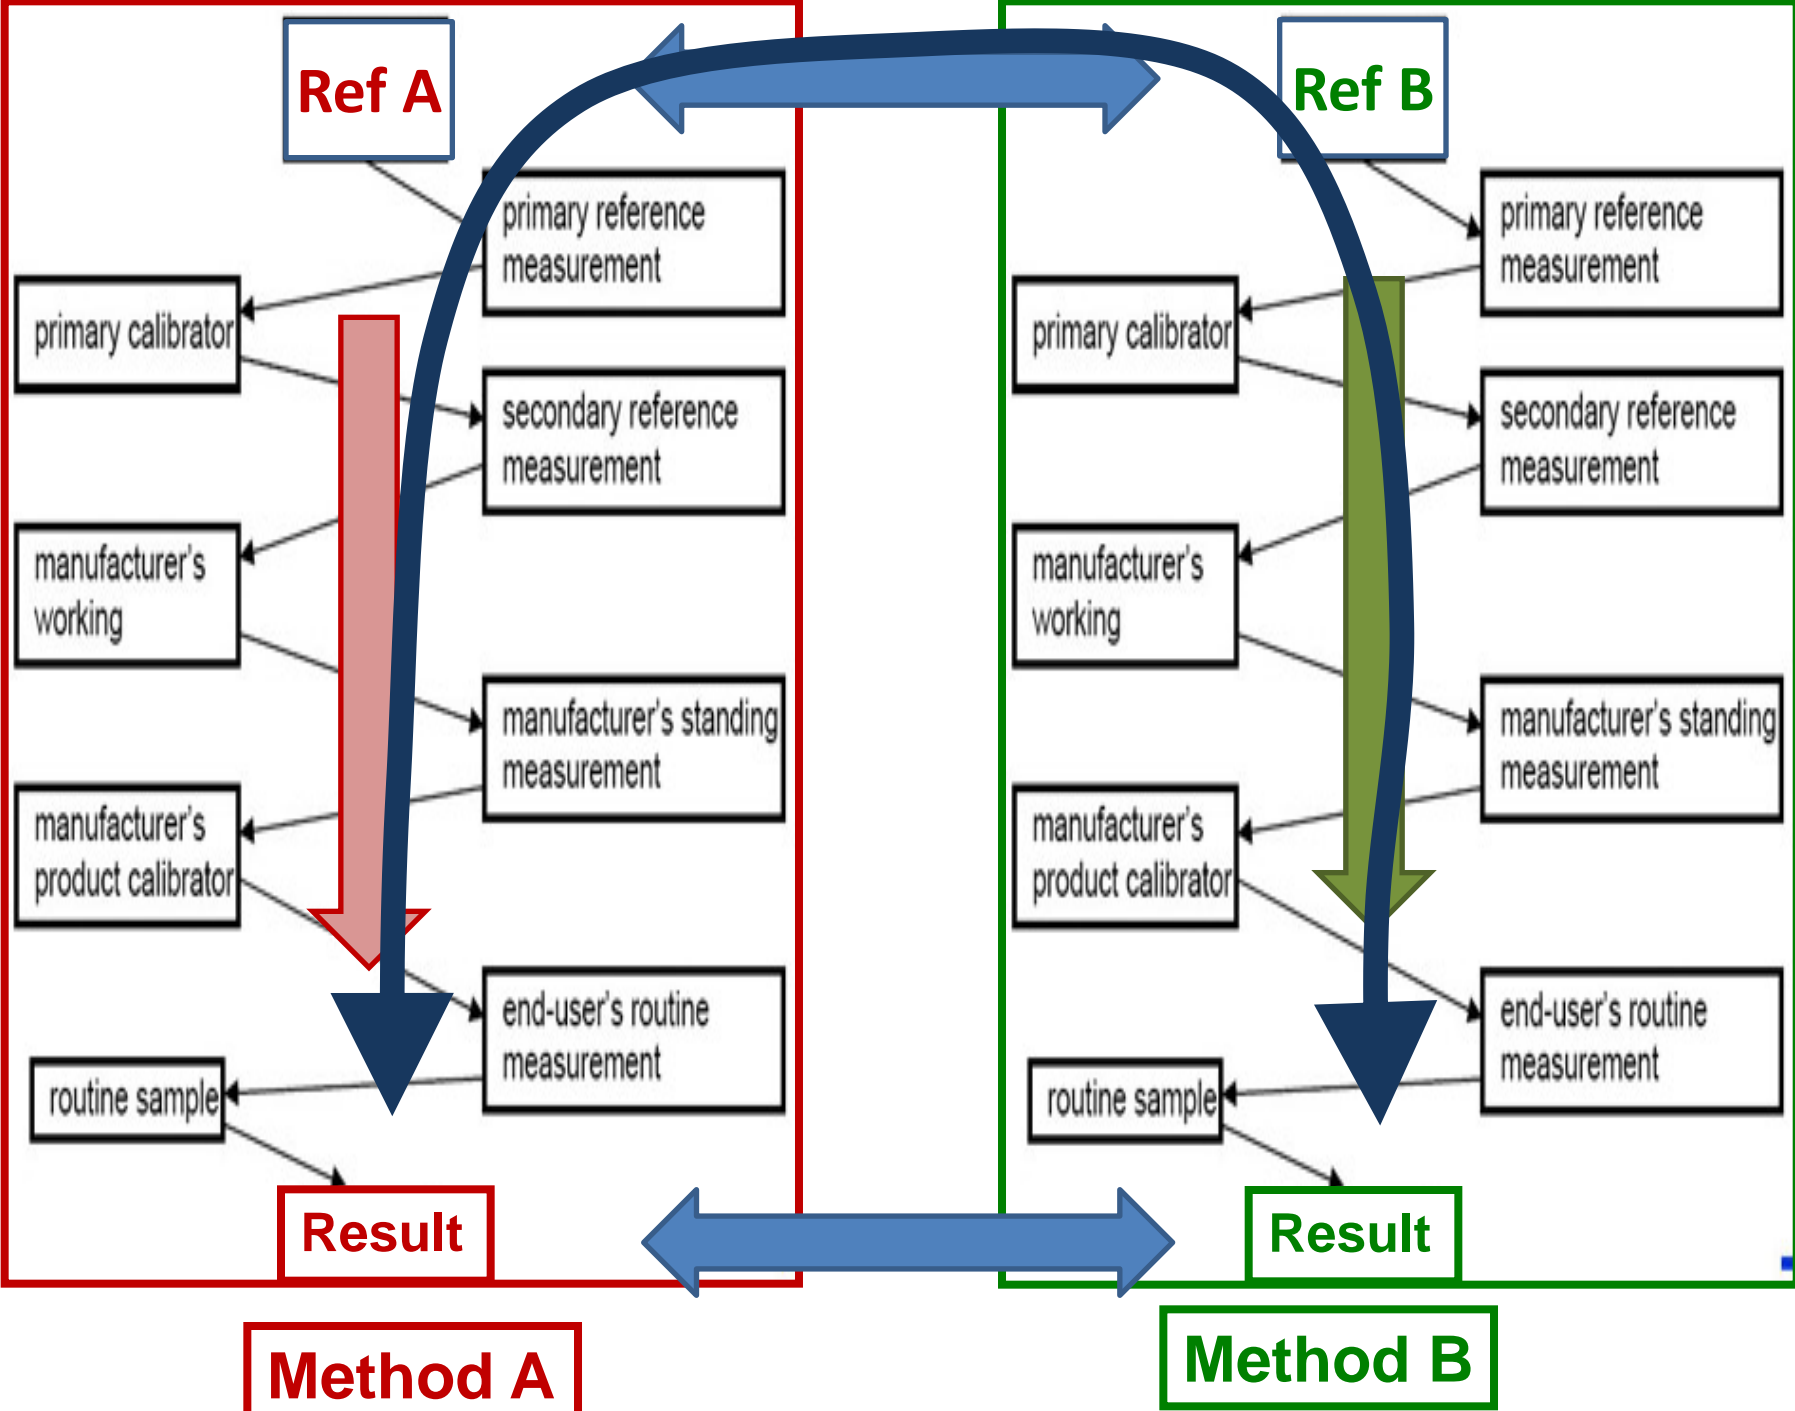 Ref A
primary reference
measurement
primary calibrator
secondary reference
measurement
manufacturer's
working
manufacturer's standing
measurement
manufacturer's
product calibrator
end-user's routine
measurement
routine sample
Result
Method A
Ref B
primary reference
measurement
primary calibrator
secondary reference
measurement
manufacturer's
working
manufacturer's standing
measurement
manufacturer's
product calibrator
end-user's routine
measurement
routine sample
Result
Method B